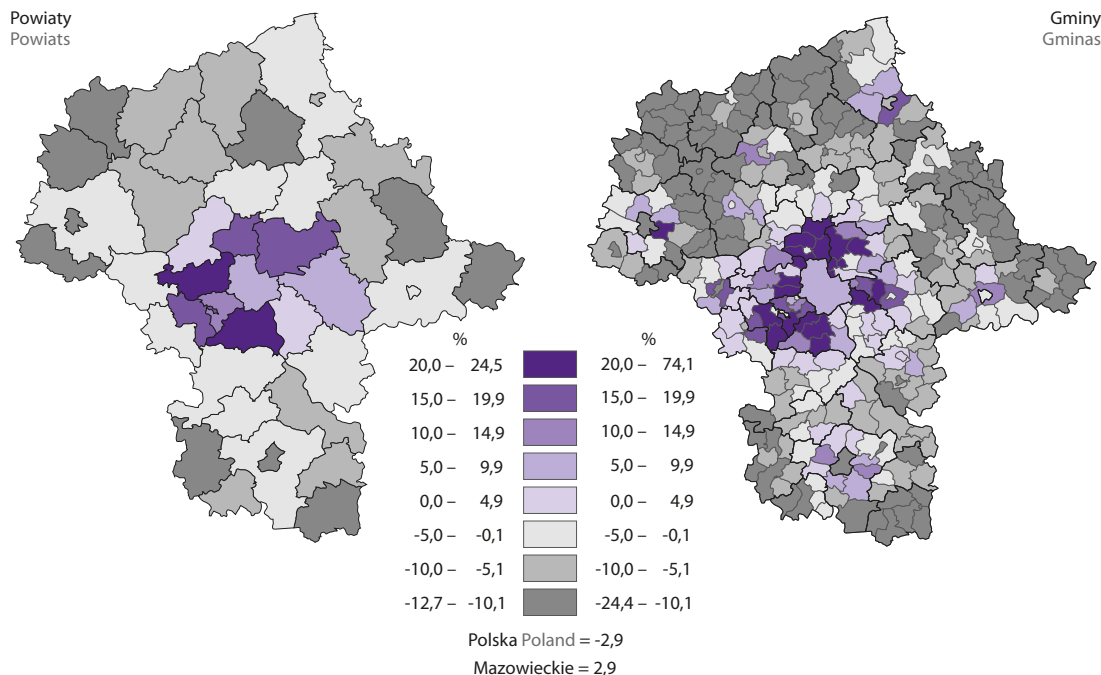 Powiaty
Powiats
Gminy
Gminas
% %
20,0 – 24,5 20,0 – 74,1
15,0 – 19,9 15,0 – 19,9
10,0 – 14,9 10,0 – 14,9
5,0 – 9,9 5,0 – 9,9
0,0 – 4,9 0,0 – 4,9
-5,0 – -0,1 -5,0 – -0,1
-10,0 – -5,1 -10,0 – -5,1
-12,7 – -10,1 -24,4 – -10,1
Polska Poland = -2,9
Mazowieckie = 2,9